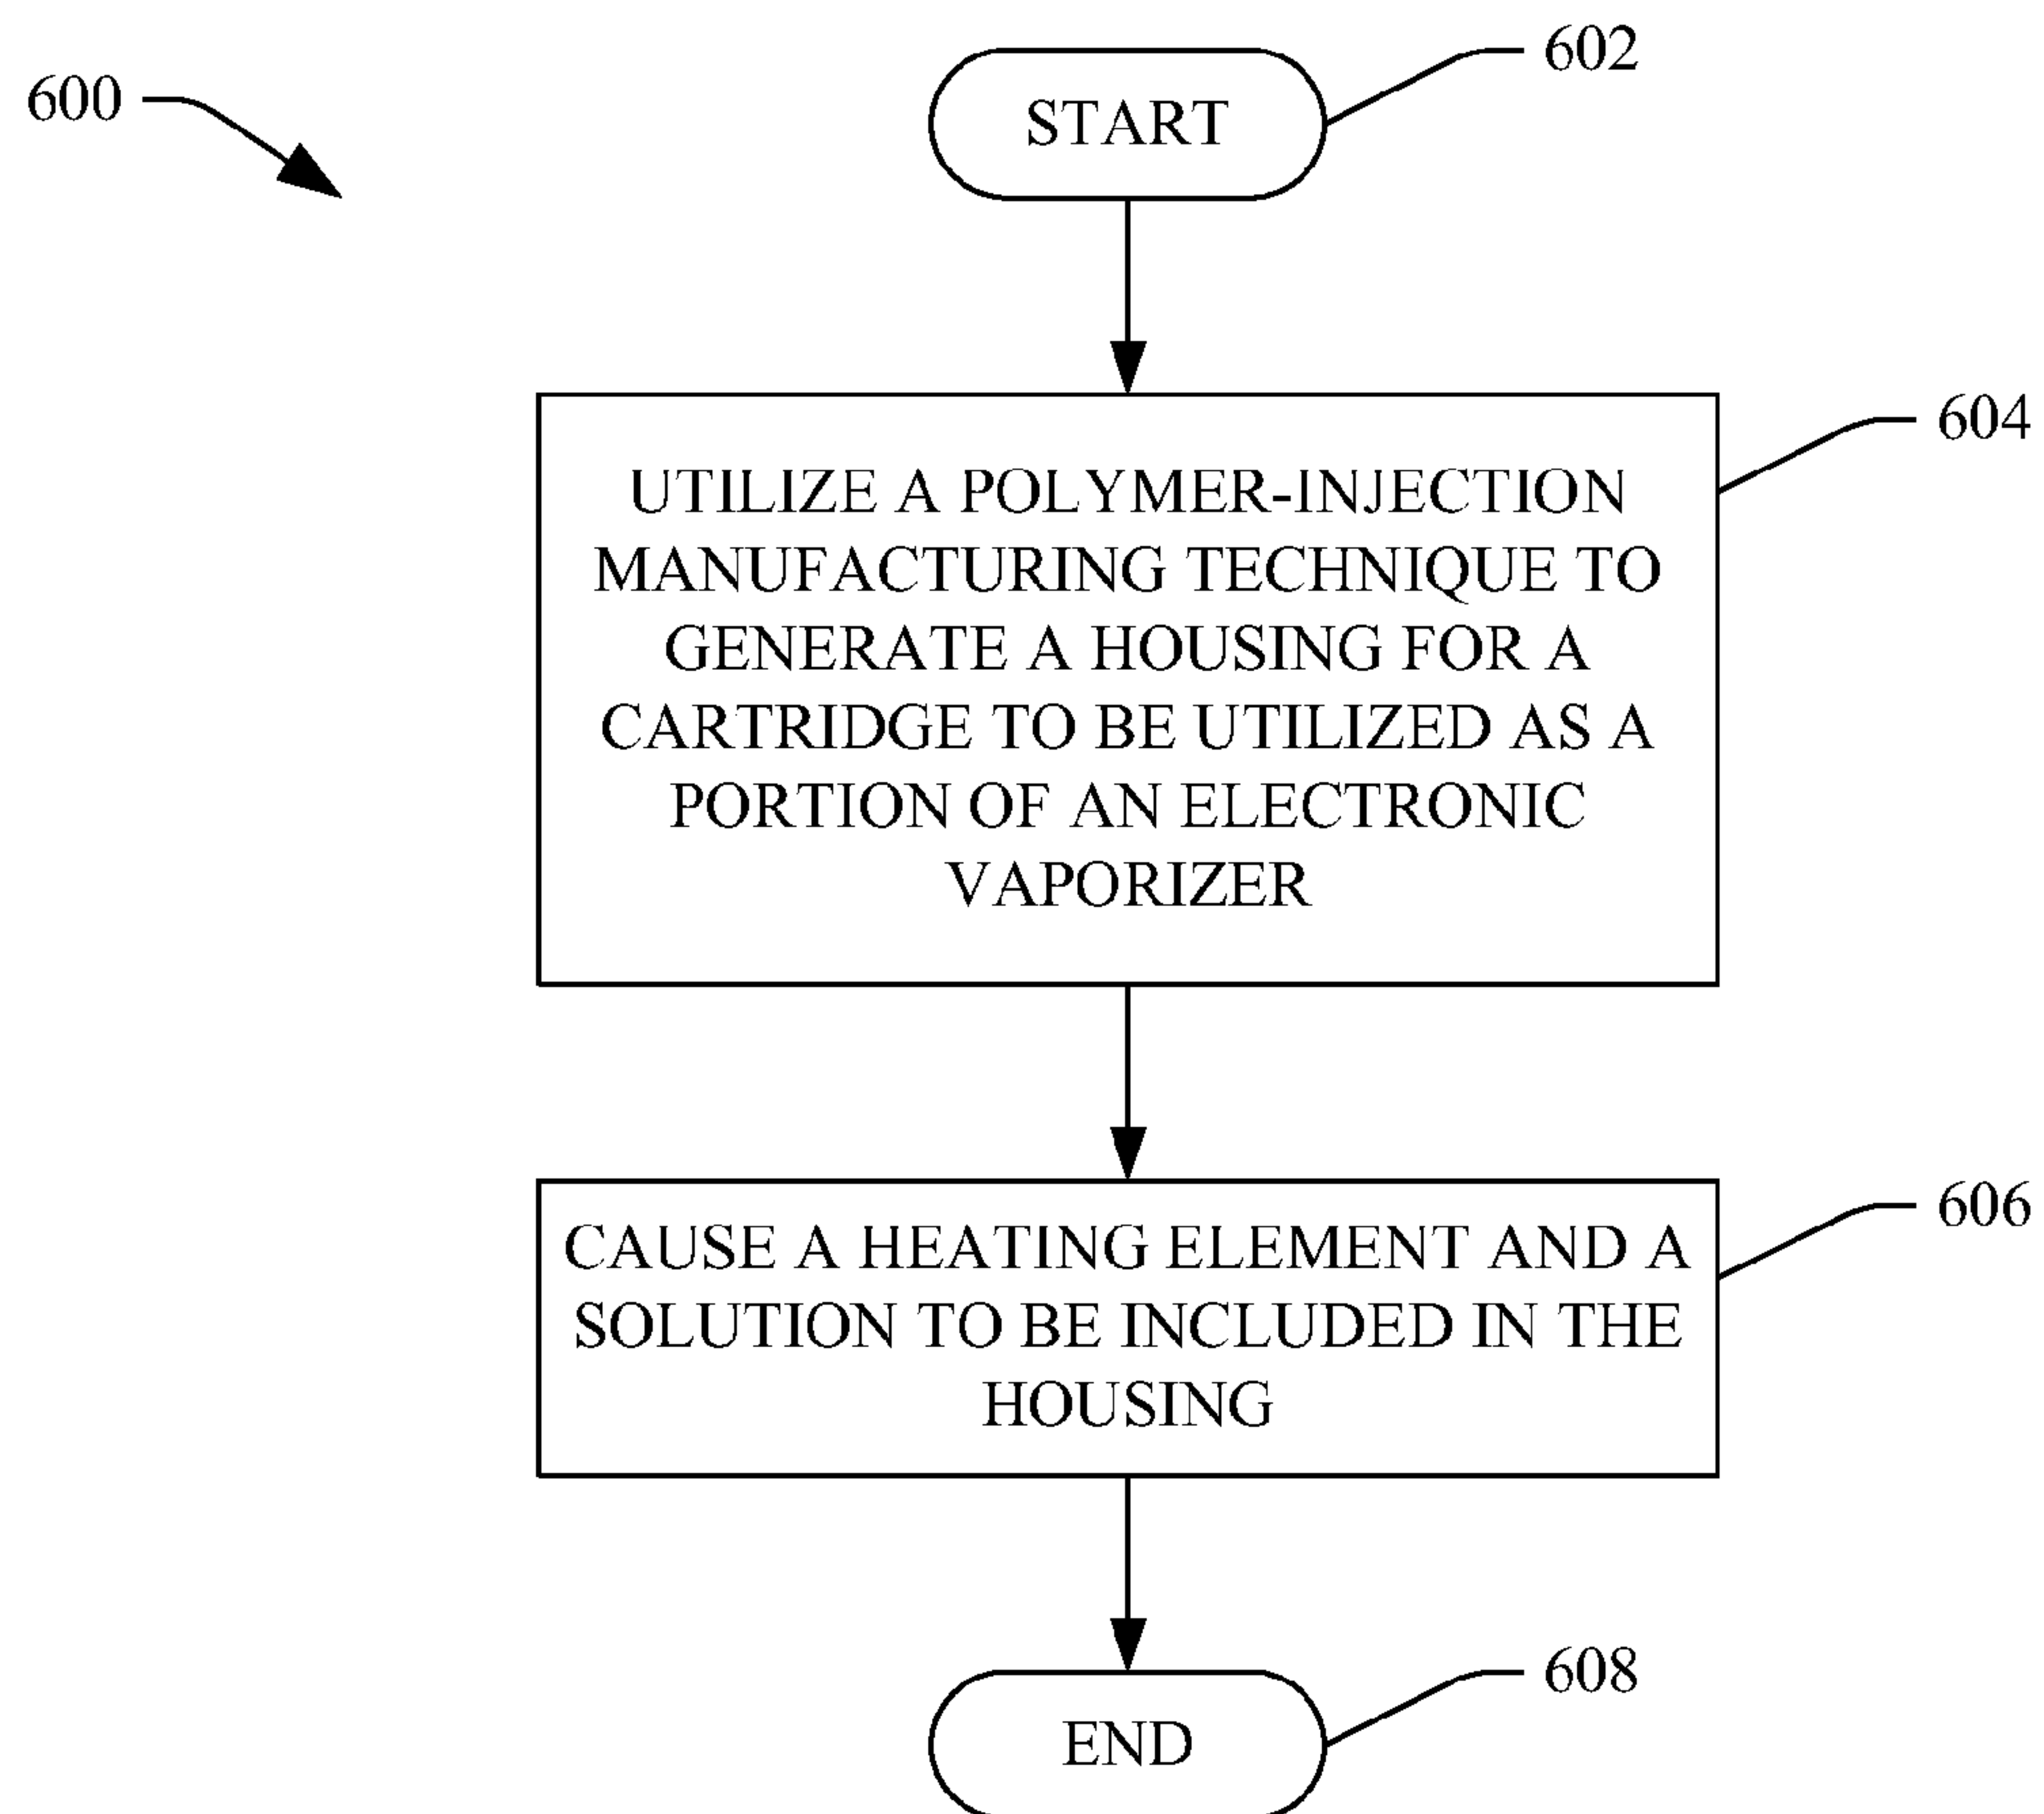 600
602
START
604
UTILIZE A POLYMER-INJECTION
MANUFACTURING TECHNIQUE TO
GENERATE A HOUSING FOR A
CARTRIDGE TO BE UTILIZED AS A
PORTION OF AN ELECTRONIC
VAPORIZER
606
CAUSE A HEATING ELEMENT AND A
SOLUTION TO BE INCLUDED IN THE
HOUSING
608
END